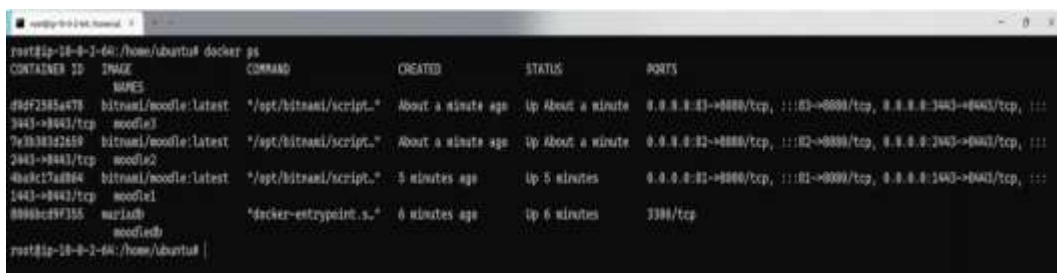 root@ip-10-0-2-64:/home/ubuntu# docker ps
CONTAINER ID IMAGE COMMAND CREATED STATUS PORTS
NAMES
bitnami/moodle:latest "/opt/bitnami/script…" About a minute ago Up About a minute 0.0.0.0:83->8080/tcp, :::83->8080/tcp, 0.0.0.0:3443->8443/tcp, :::
3443->8443/tcp moodle3
bitnami/moodle:latest "/opt/bitnami/script…" About a minute ago Up About a minute 0.0.0.0:82->8080/tcp, :::82->8080/tcp, 0.0.0.0:2443->8443/tcp, :::
2443->8443/tcp moodle2
bitnami/moodle:latest "/opt/bitnami/script…" 5 minutes ago Up 5 minutes 0.0.0.0:81->8080/tcp, :::81->8080/tcp, 0.0.0.0:1443->8443/tcp, :::
1443->8443/tcp moodle1
mariadb "docker-entrypoint.s…" 6 minutes ago Up 6 minutes 3306/tcp
moodledb
root@ip-10-0-2-64:/home/ubuntu#